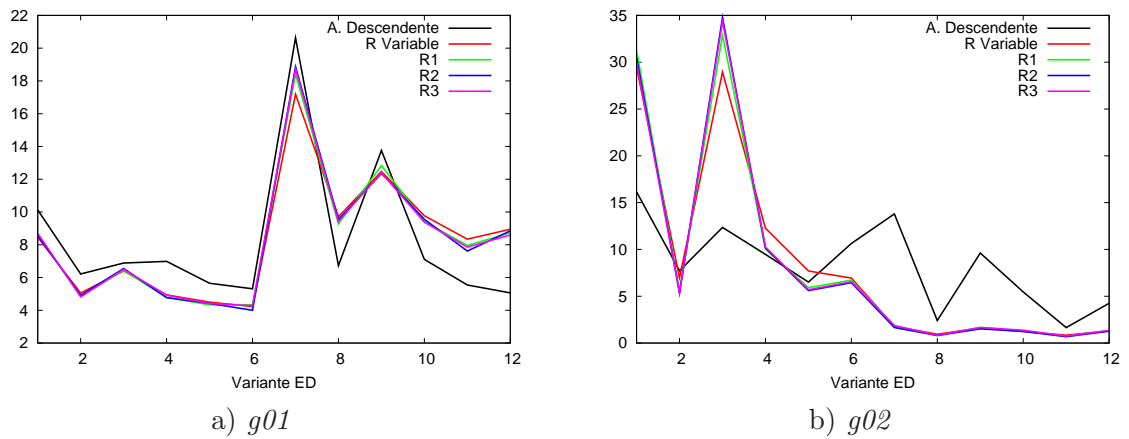 22
20
18
16
14
12
10
8
6
4
2
2 4 6 8 10 12
Variante ED
A. Descendente
R Variable
R1
R2
R3
a) g01
35
30
25
20
15
10
5
0
2 4 6 8 10 12
Variante ED
A. Descendente
R Variable
R1
R2
R3
b) g02